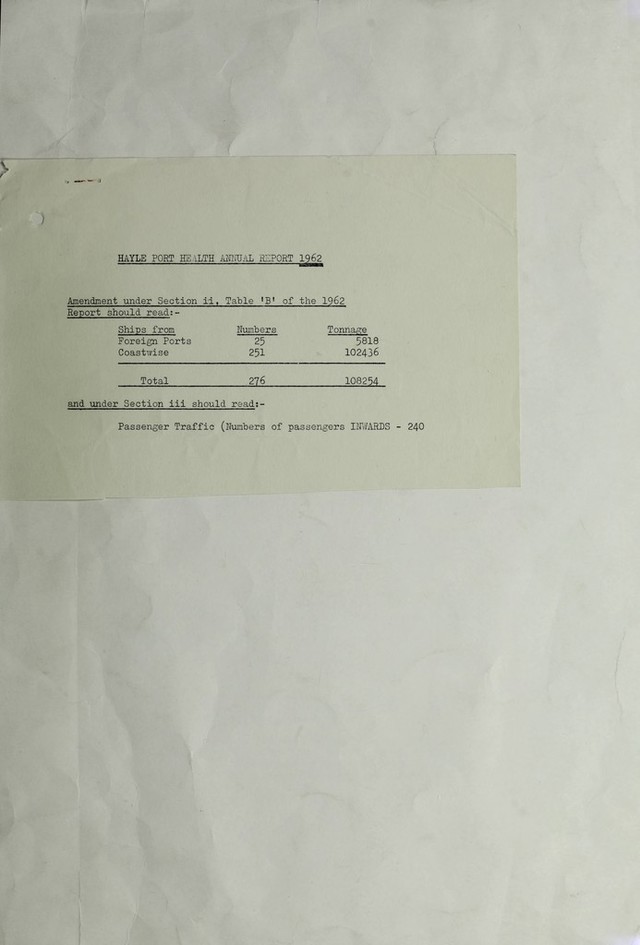 HAYLE PORT HEALTH ANNUAL REPORT 1962
Amendment under Section ii, Table 'B' of the 1962
Report should read:-
Ships from Numbers Tonnage
Foreign Ports 25 5818
Coastwise 251 102436
Total 276 108254
and under Section iii should read:-
Passenger Traffic (Numbers of passengers INWARDS - 240